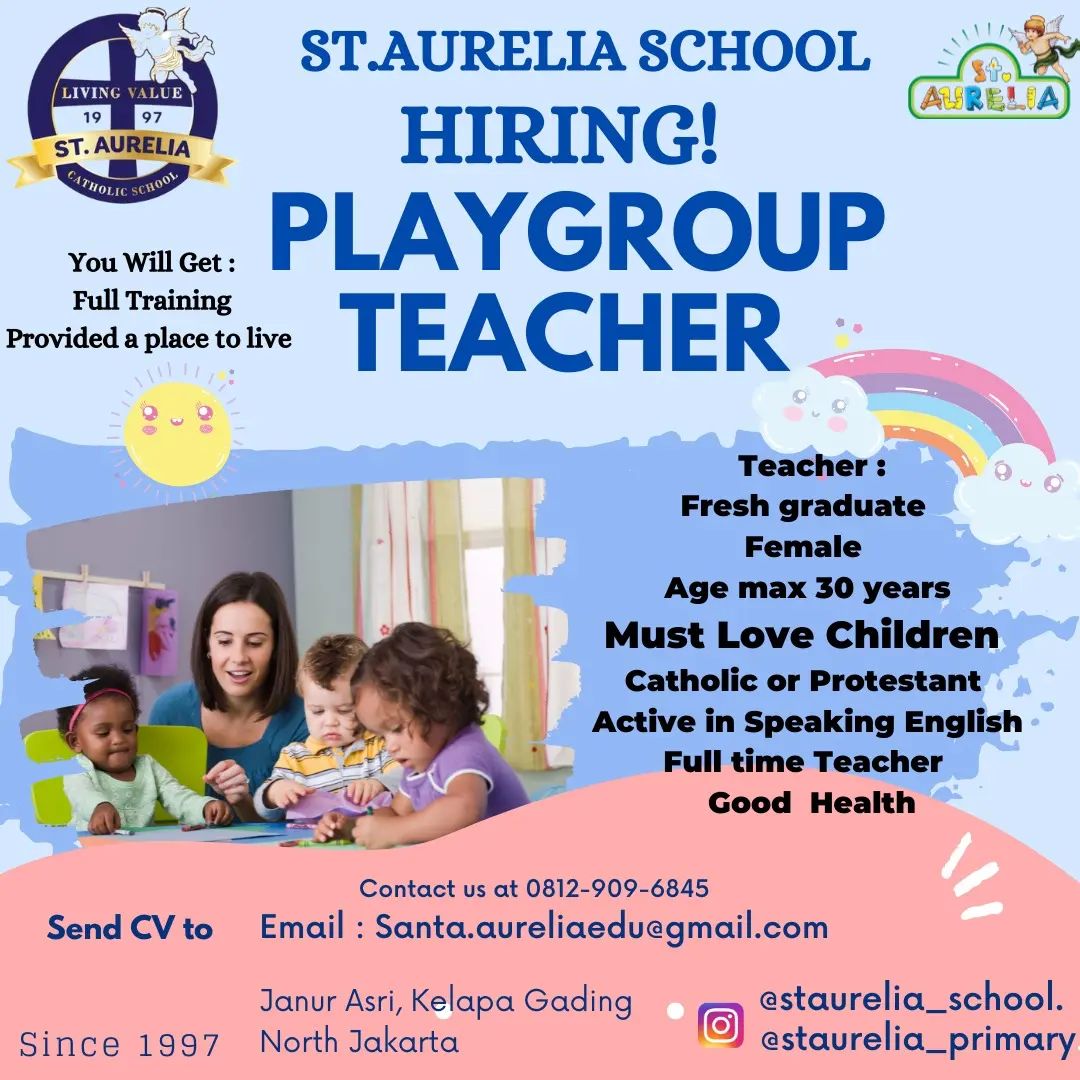 LIVING VALUE
19 97
ST. AURELIA
CATHOLIC SCHOOL
ST.AURELIA SCHOOL
St.
AURELIA
HIRING!
PLAYGROUP
TEACHER
You Will Get :
Full Training
Provided a place to live
Teacher :
Fresh graduate
Female
Age max 30 years
Must Love Children
Catholic or Protestant
Active in Speaking English
Full time Teacher
Good Health
Contact us at 0812-909-6845
Send CV to
Email : Santa.aureliaedu@gmail.com
Janur Asri, Kelapa Gading
North Jakarta
Since 1997
@staurelia_school.
@staurelia_primary.